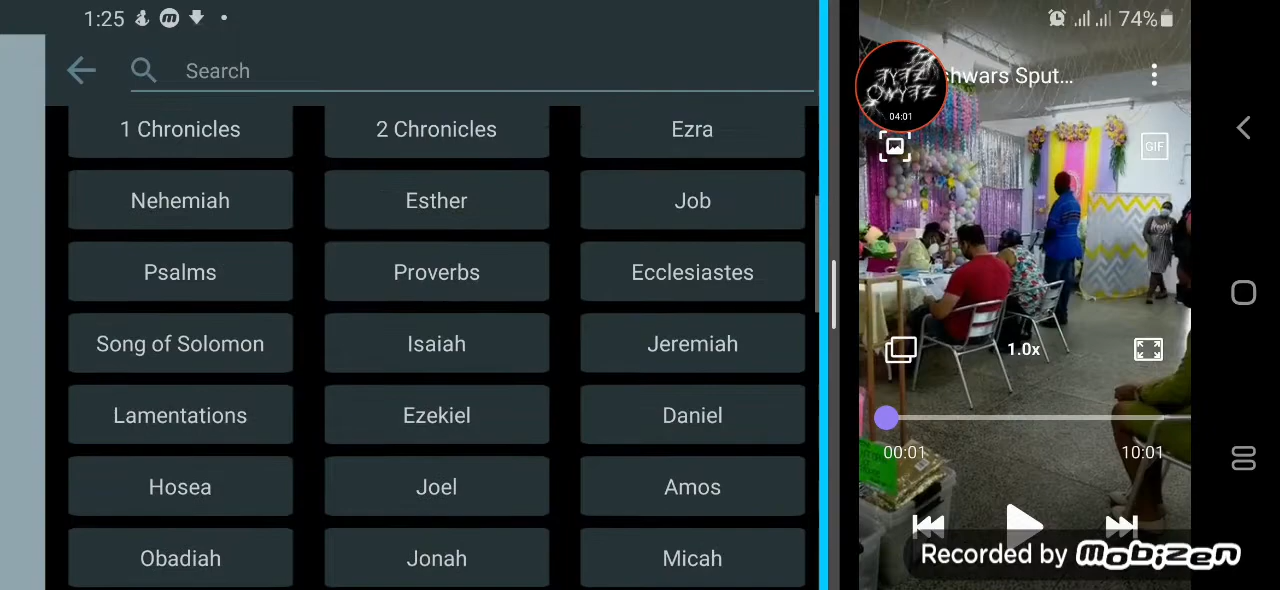 1:25
Search
1 Chronicles 2 Chronicles Ezra
Nehemiah Esther Job
Psalms Proverbs Ecclesiastes
Song of Solomon Isaiah Jeremiah
Lamentations Ezekiel Daniel
Hosea Joel Amos
Obadiah Jonah Micah
74%
shwars Sput...
04:01
GIF
1.0x
00:01 10:01
Recorded by mobizen